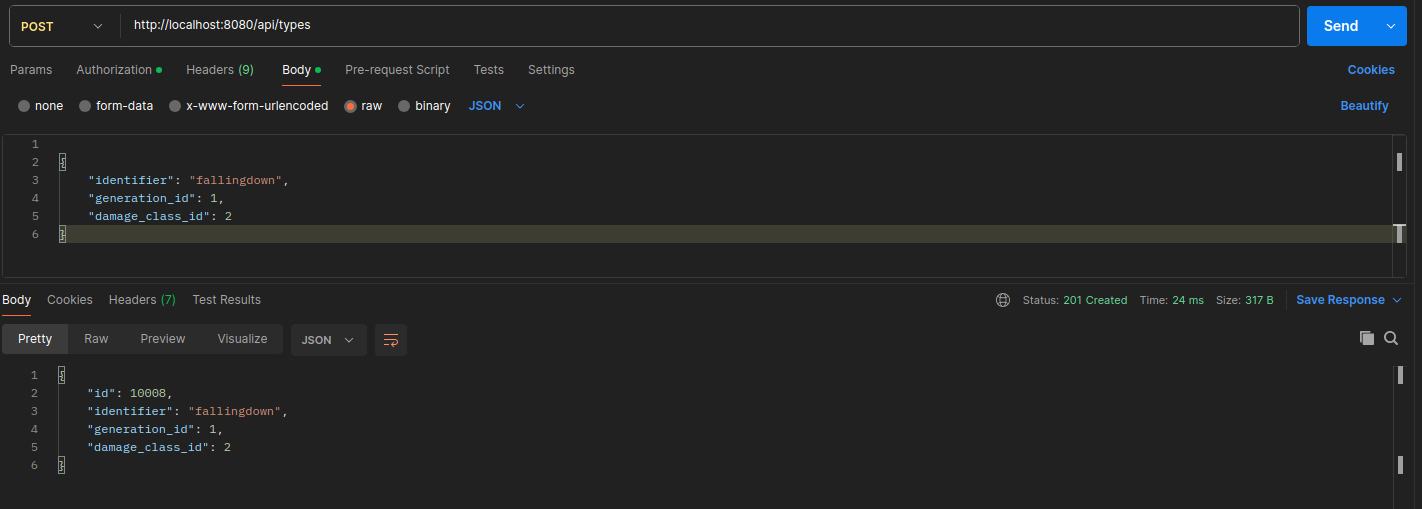 POST http://localhost:8080/api/types Send
Params Authorization Headers (9) Body Pre-request Script Tests Settings Cookies
none form-data x-www-form-urlencoded raw binary JSON Beautify
1
2 {
3 "identifier": "fallingdown",
4 "generation_id": 1,
5 "damage_class_id": 2
6 }
Body Cookies Headers (7) Test Results Status: 201 Created Time: 24 ms Size: 317 B Save Response
Pretty Raw Preview Visualize JSON
1 {
2 "id": 10008,
3 "identifier": "fallingdown",
4 "generation_id": 1,
5 "damage_class_id": 2
6 }